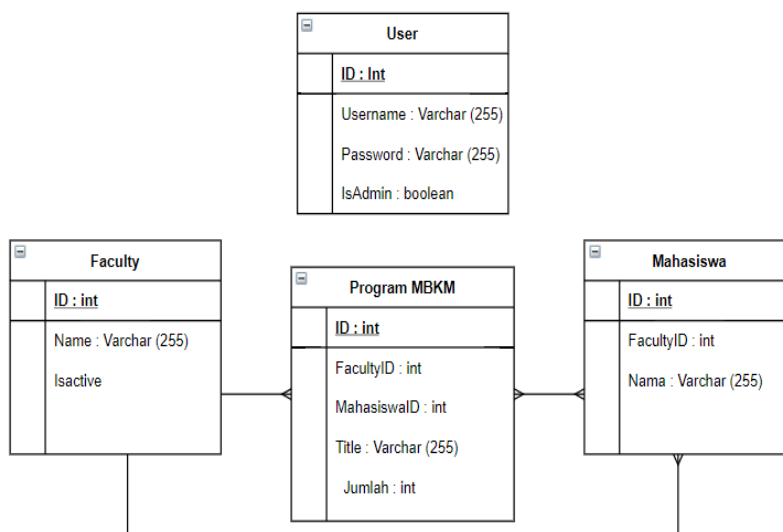 User
ID : Int
Username : Varchar (255)
Password : Varchar (255)
IsAdmin : boolean
Faculty
ID : int
Name : Varchar (255)
Isactive
Program MBKM
ID : int
FacultyID : int
MahasiswaID : int
Title : Varchar (255)
Jumlah : int
Mahasiswa
ID : int
FacultyID : int
Nama : Varchar (255)